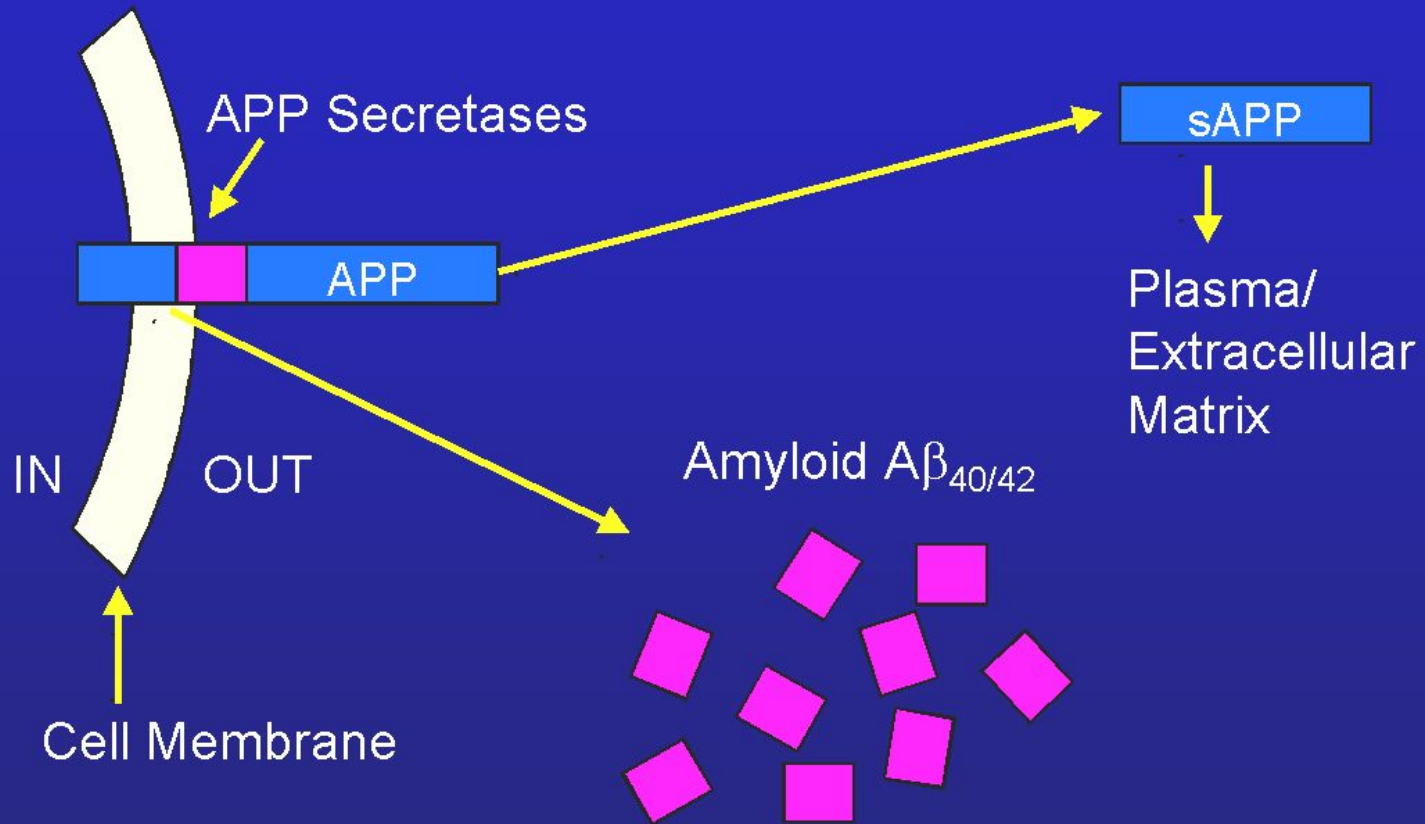 APP Secretases
sAPP
APP
Plasma/
Extracellular
Matrix
Amyloid Aβ40/42
IN
OUT
Cell Membrane